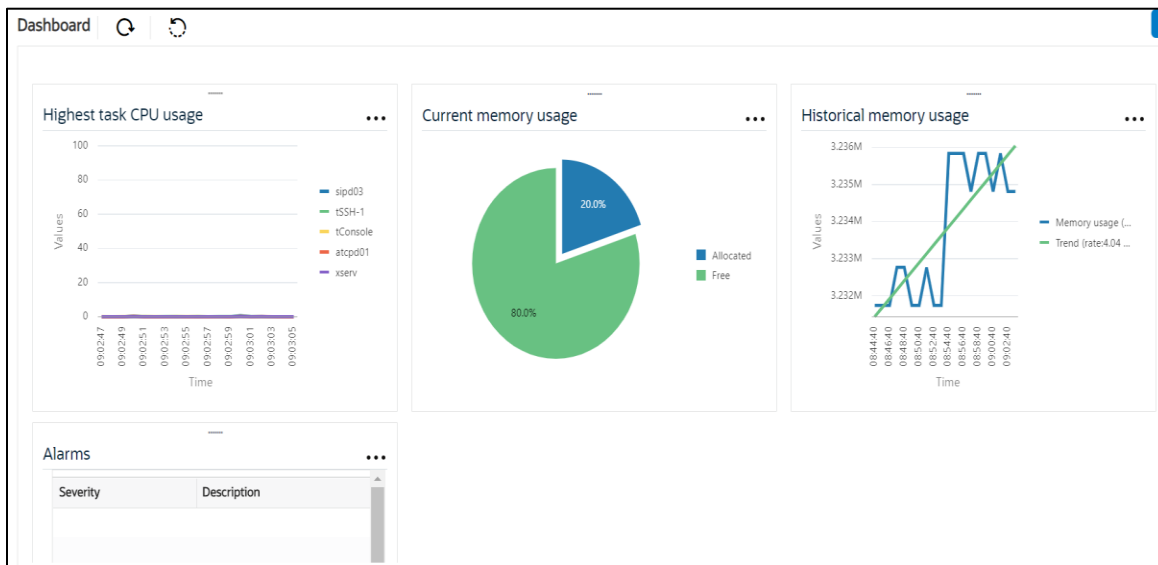 Dashboard
Highest task CPU usage
100
80
60
40
20
0
Values
09:02:47
09:02:49
09:02:51
09:02:53
09:02:55
09:02:57
09:02:59
09:03:01
09:03:03
09:03:05
Time
sipd03
tSSH-1
tConsole
atcpd01
xserv
Current memory usage
20.0%
80.0%
Allocated
Free
Historical memory usage
3.236M
3.235M
3.234M
3.233M
3.232M
Values
08:44:40
08:46:40
08:48:40
08:50:40
08:52:40
08:54:40
08:56:40
08:58:40
09:00:40
09:02:40
Time
Memory usage (...
Trend (rate:4.04 ...
Alarms
Severity Description